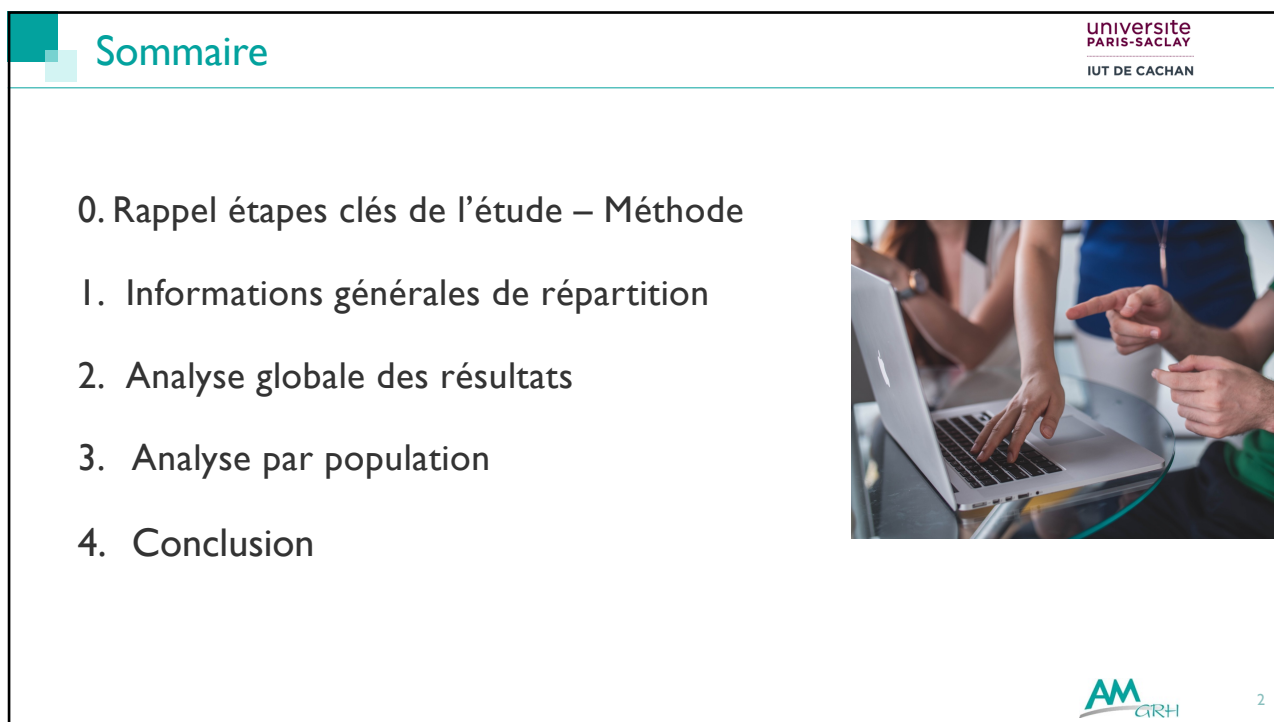 Sommaire
universite
PARIS-SACLAY
IUT DE CACHAN
0. Rappel étapes clés de l’étude – Méthode
1. Informations générales de répartition
2. Analyse globale des résultats
3. Analyse par population
4. Conclusion
AM
GRH
2